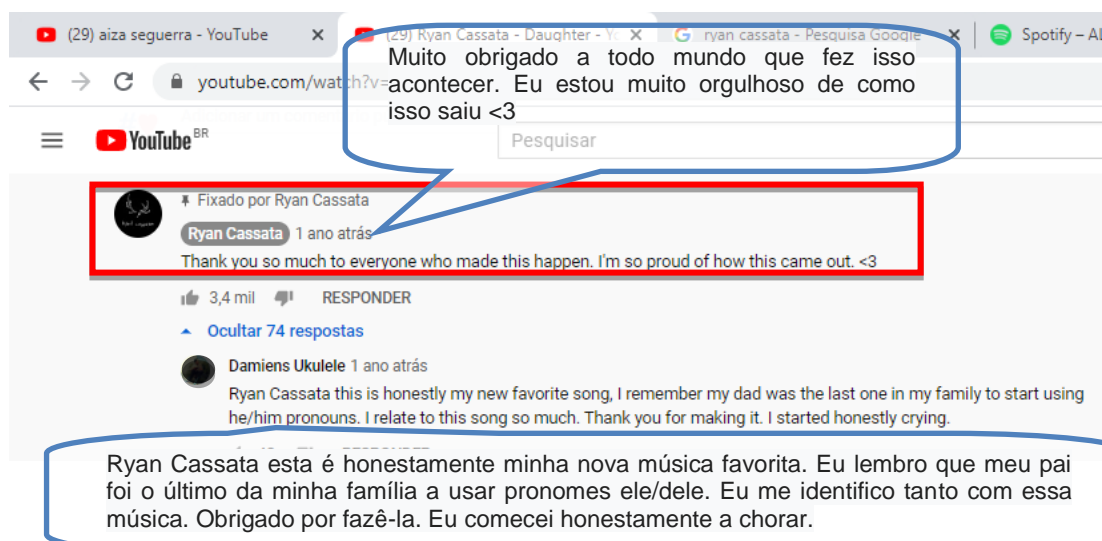 (29) aiza seguerra - YouTube (29) Ryan Cassata - Daughter - Yo ryan cassata - Pesquisa Google Spotify – Al
Muito obrigado a todo mundo que fez isso
acontecer. Eu estou muito orgulhoso de como
isso saiu <3
youtube.com/watch?v=
YouTube BR
Pesquisar
Fixado por Ryan Cassata
Ryan Cassata 1 ano atrás
Thank you so much to everyone who made this happen. I'm so proud of how this came out. <3
3,4 mil RESPONDER
Ocultar 74 respostas
Damiens Ukulele 1 ano atrás
Ryan Cassata this is honestly my new favorite song, I remember my dad was the last one in my family to start using
he/him pronouns. I relate to this song so much. Thank you for making it. I started honestly crying.
Ryan Cassata esta é honestamente minha nova música favorita. Eu lembro que meu pai
foi o último da minha família a usar pronomes ele/dele. Eu me identifico tanto com essa
música. Obrigado por fazê-la. Eu comecei honestamente a chorar.